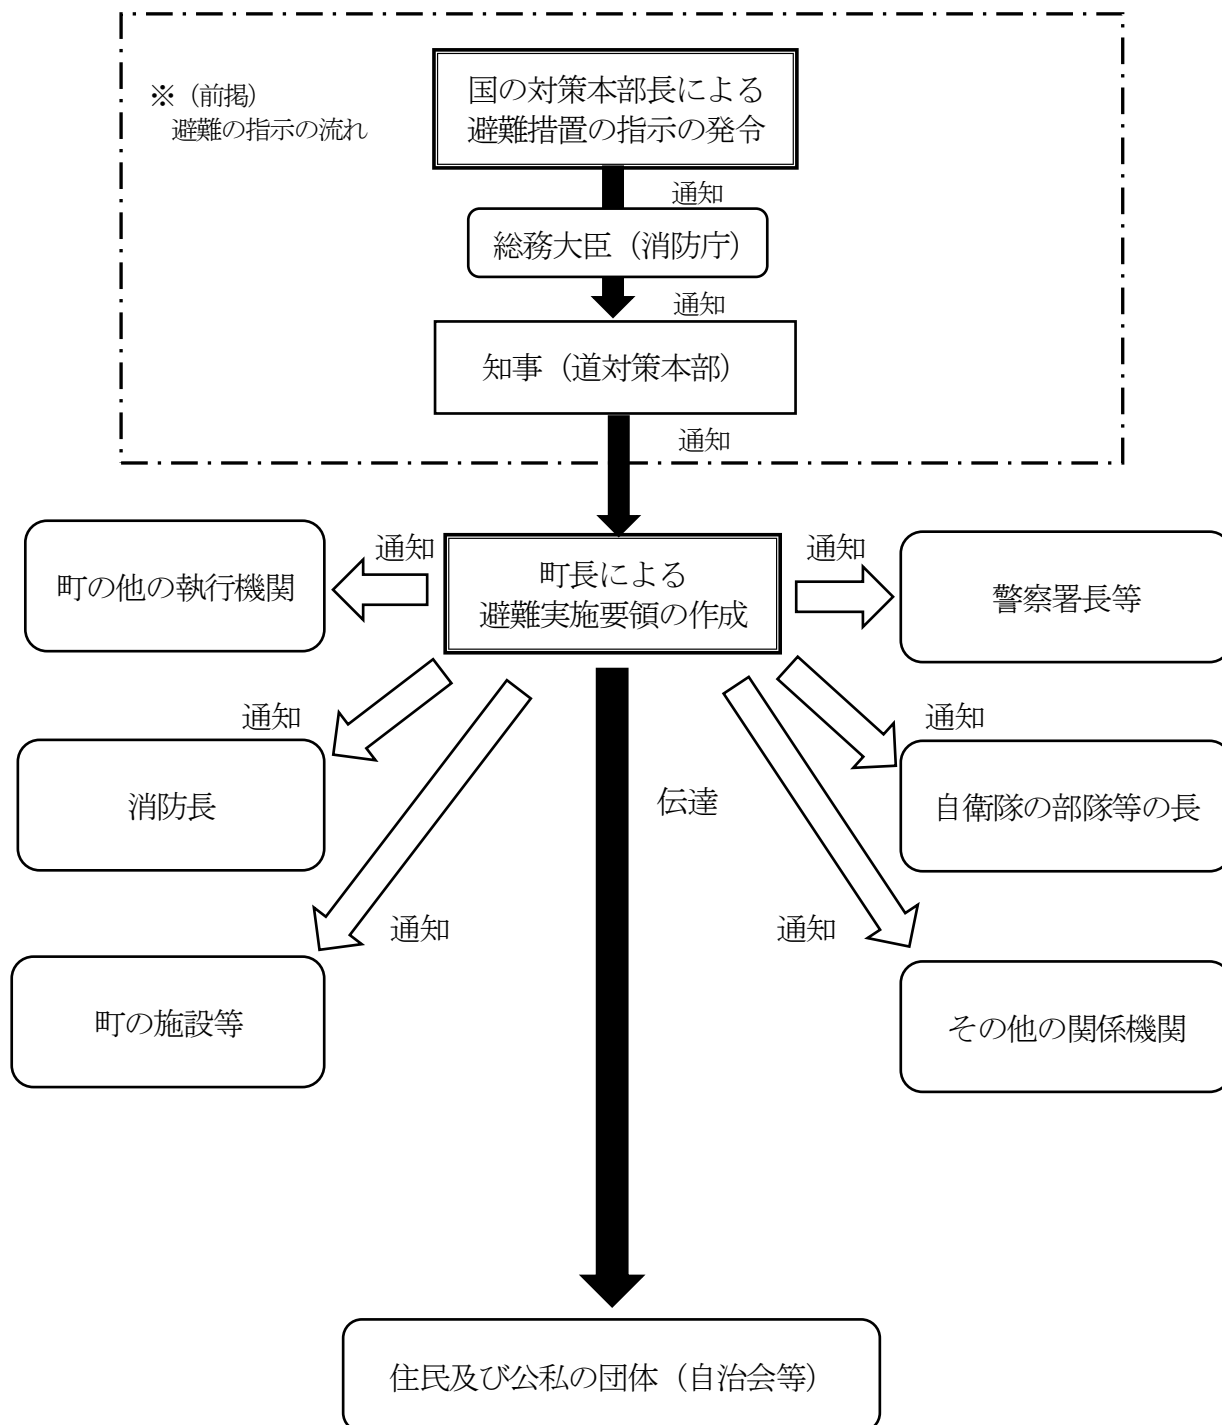 ※（前掲）
避難の指示の流れ
国の対策本部長による
避難措置の指示の発令
通知
総務大臣（消防庁）
通知
知事（道対策本部）
通知
町の他の執行機関
通知
町長による
避難実施要領の作成
通知
警察署長等
通知
消防長
伝達
通知
自衛隊の部隊等の長
通知
町の施設等
通知
その他の関係機関
住民及び公私の団体（自治会等）